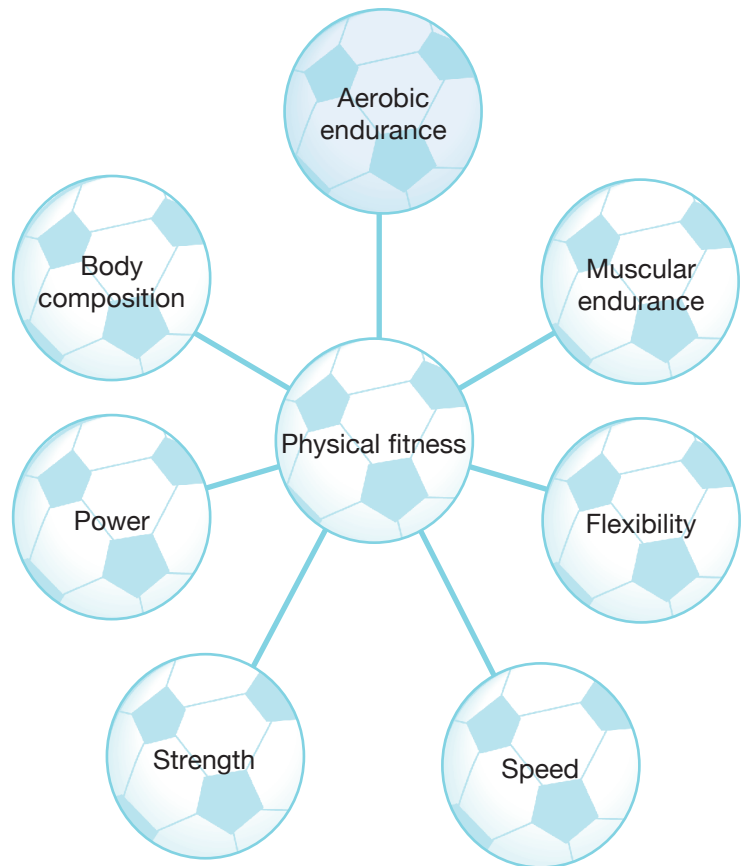 Aerobic
endurance
Body
composition
Muscular
endurance
Physical fitness
Power
Flexibility
Strength
Speed